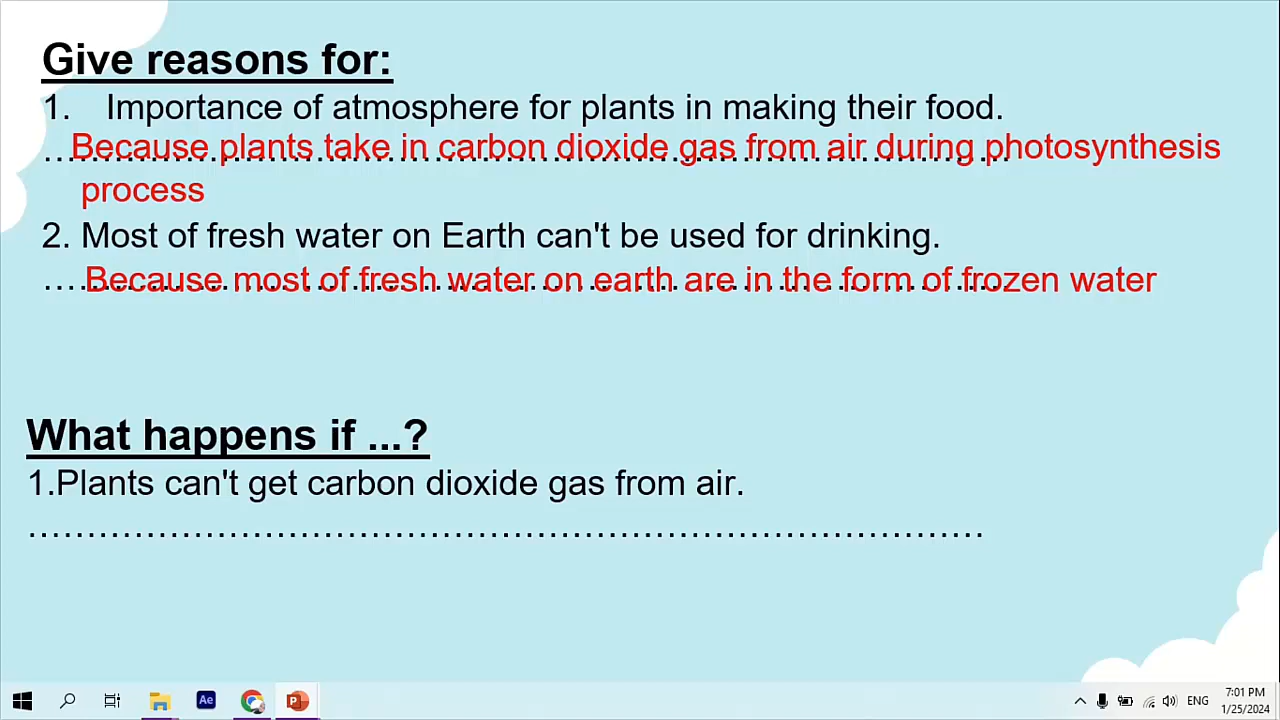 Give reasons for:
1. Importance of atmosphere for plants in making their food.
Because plants take in carbon dioxide gas from air during photosynthesis
process
2. Most of fresh water on Earth can't be used for drinking.
Because most of fresh water on earth are in the form of frozen water
What happens if ...?
1.Plants can't get carbon dioxide gas from air.
................................................................................
Ae
P
ENG
7:01 PM
1/25/2024